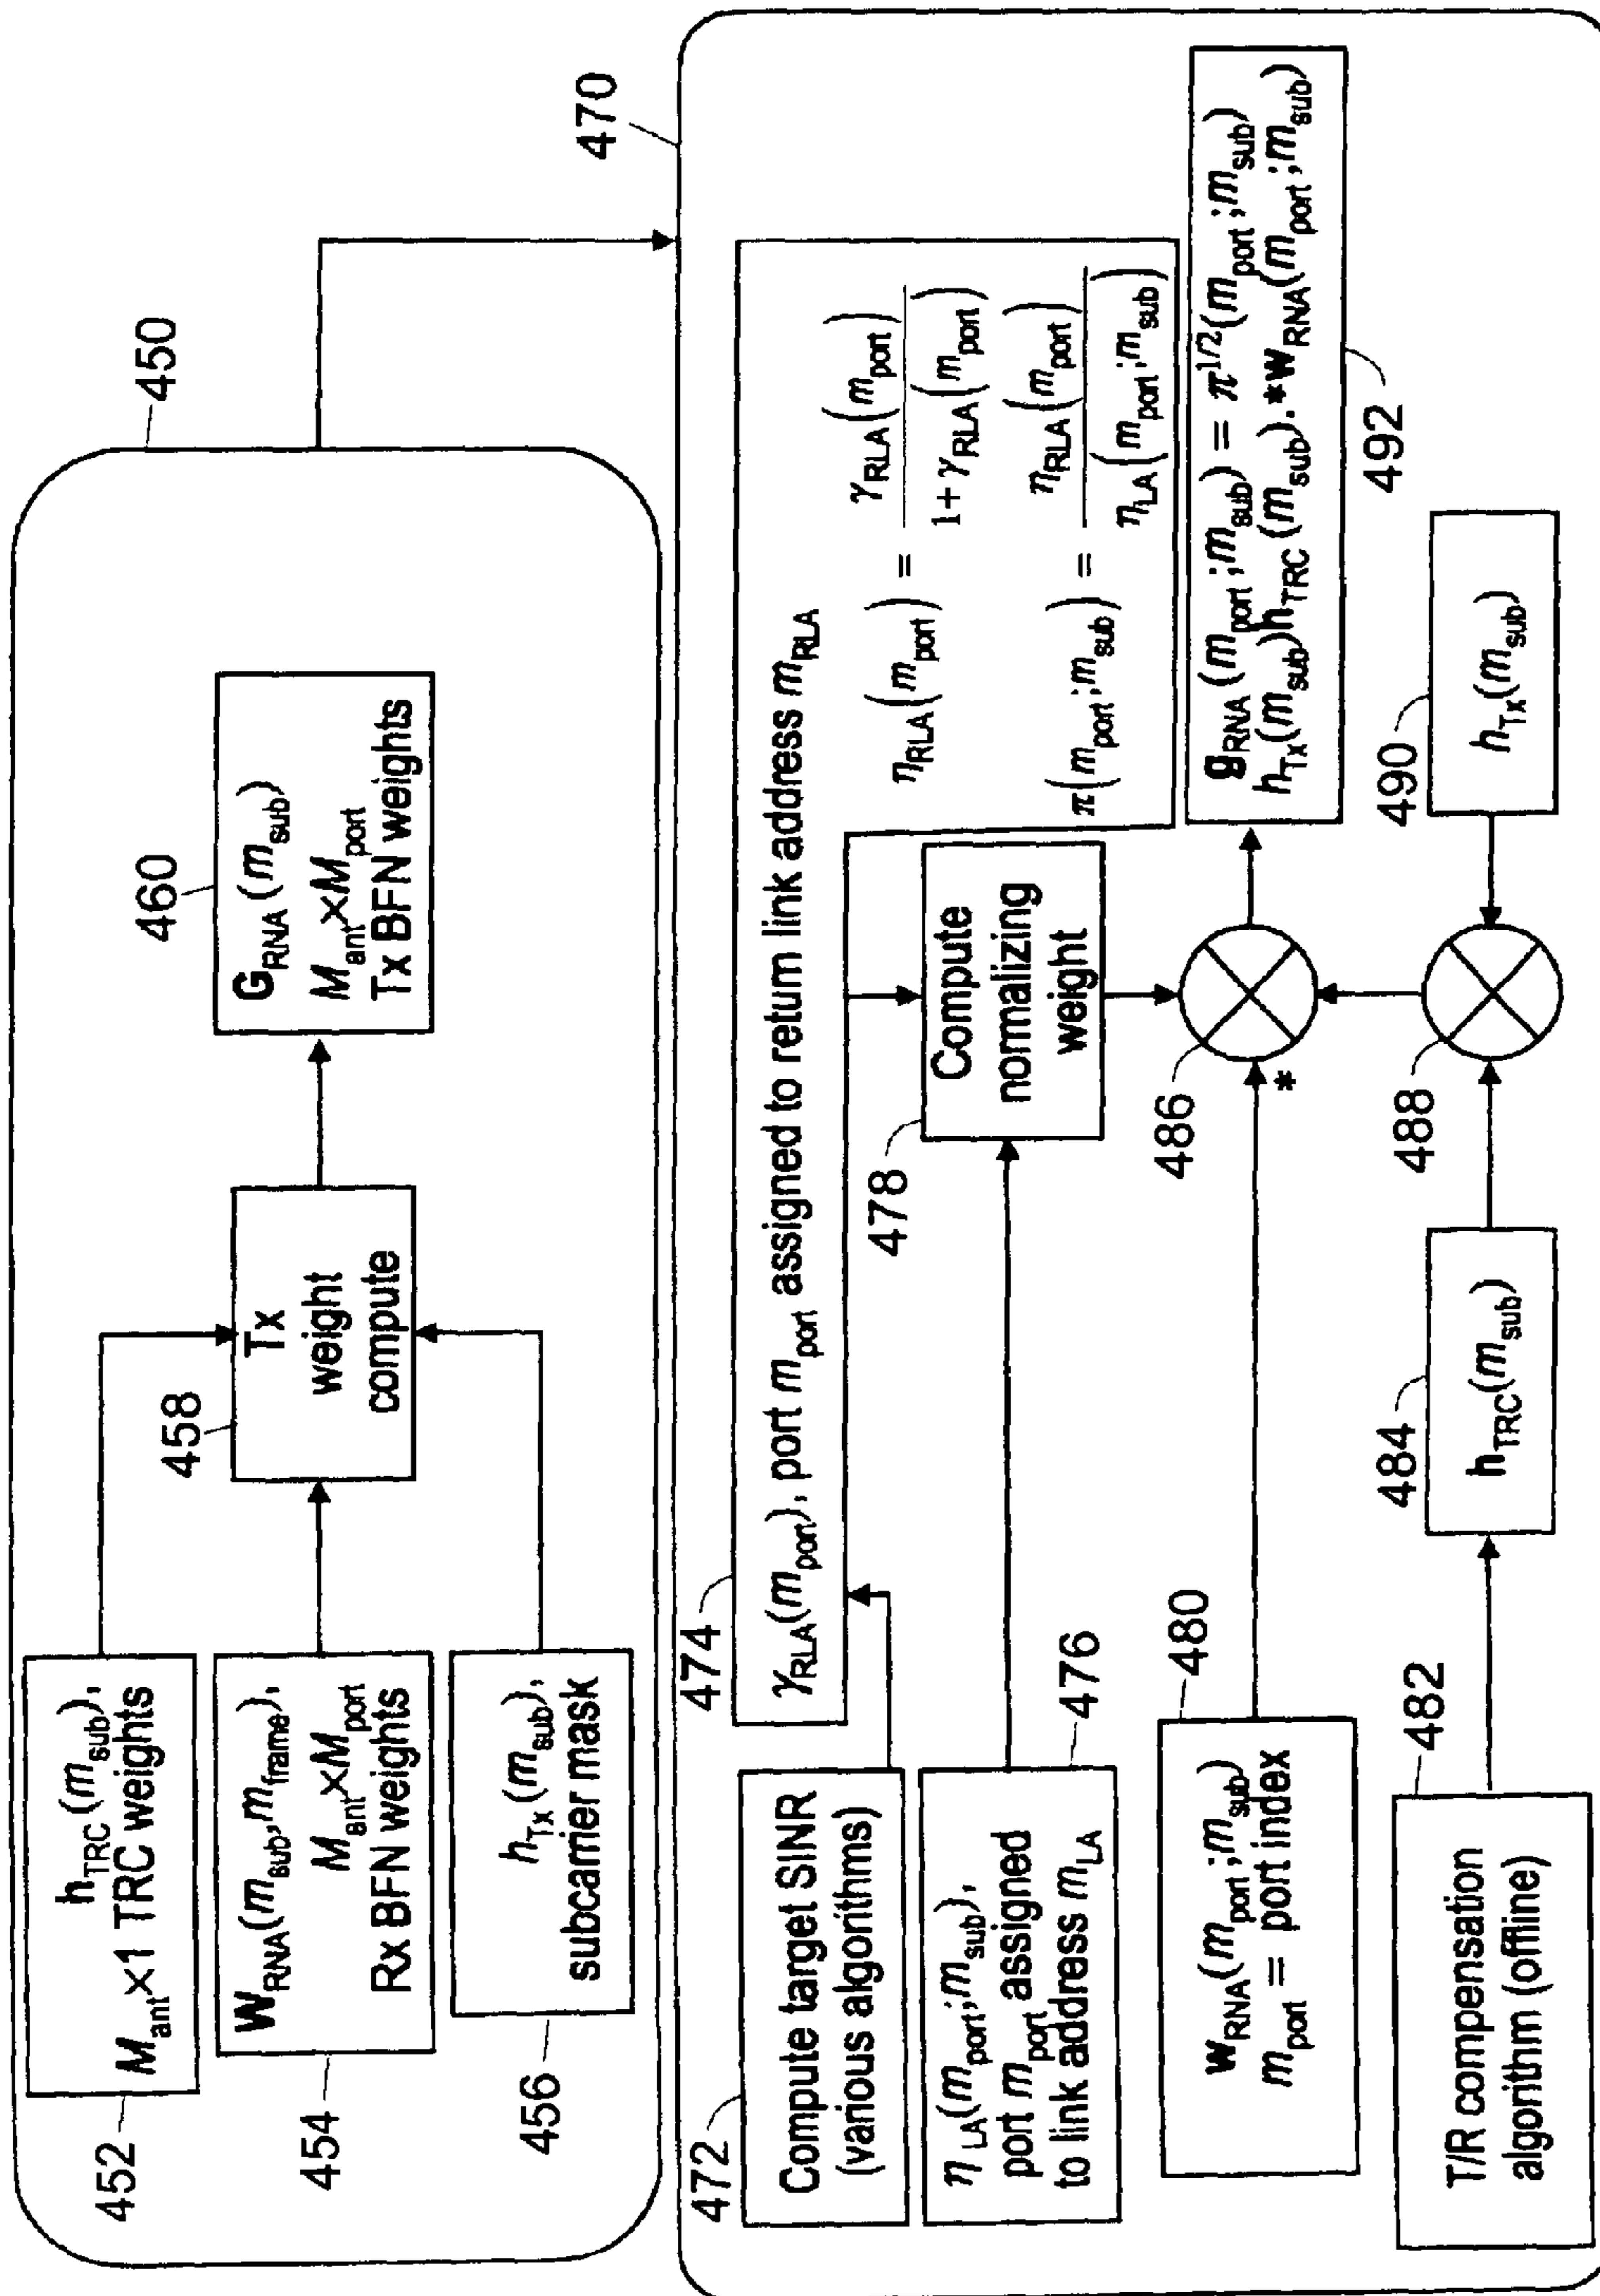 450
452
h_TRC(m_sub),
M_ant×1 TRC weights
454
W_RNA(m_sub,m_frame),
M_ant×M_port
Rx BFN weights
456
h_Tx(m_sub),
subcarrier mask
458
Tx
weight
compute
460
G_RNA(m_sub)
M_ant×M_port
Tx BFN weights
470
472
Compute target SINR
(various algorithms)
474
γ_RLA(m_port), port m_port assigned to return link address m_RLA
η_RLA(m_port) = γ_RLA(m_port) / 1+γ_RLA(m_port)
π(m_port;m_sub) = η_RLA(m_port) / η_LA(m_port;m_sub)
476
η_LA(m_port;m_sub),
port m_port assigned
to link address m_LA
478
Compute
normalizing
weight
480
w_RNA(m_port;m_sub)
m_port = port index
486
*
g_RNA(m_port;m_sub) = π^1/2(m_port;m_sub)
h_Tx(m_sub)h_TRC(m_sub).*w_RNA(m_port;m_sub)
492
482
T/R compensation
algorithm (offline)
484
h_TRC(m_sub)
488
490
h_Tx(m_sub)